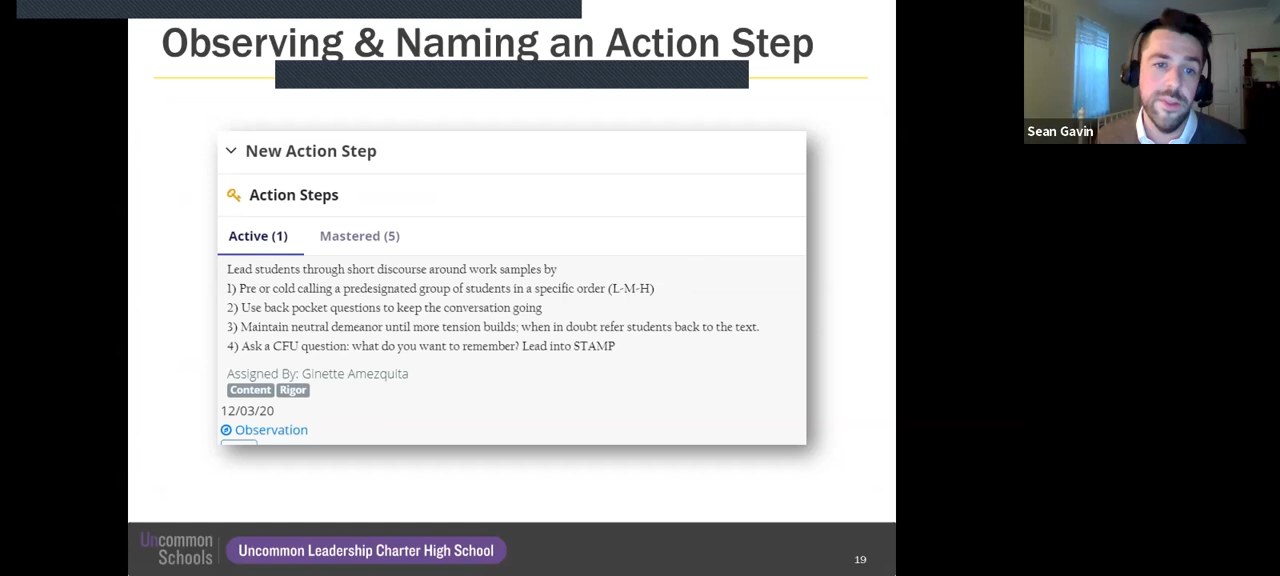 Observing & Naming an Action Step
Sean Gavin
New Action Step
Action Steps
Active (1) Mastered (5)
Lead students through short discourse around work samples by
1) Pre or cold calling a predesignated group of students in a specific order (L-M-H)
2) Use back pocket questions to keep the conversation going
3) Maintain neutral demeanor until more tension builds; when in doubt refer students back to the text.
4) Ask a CFU question: what do you want to remember? Lead into STAMP
Assigned By: Ginette Amezquita
Content Rigor
12/03/20
Observation
Uncommon
Schools
Uncommon Leadership Charter High School
19